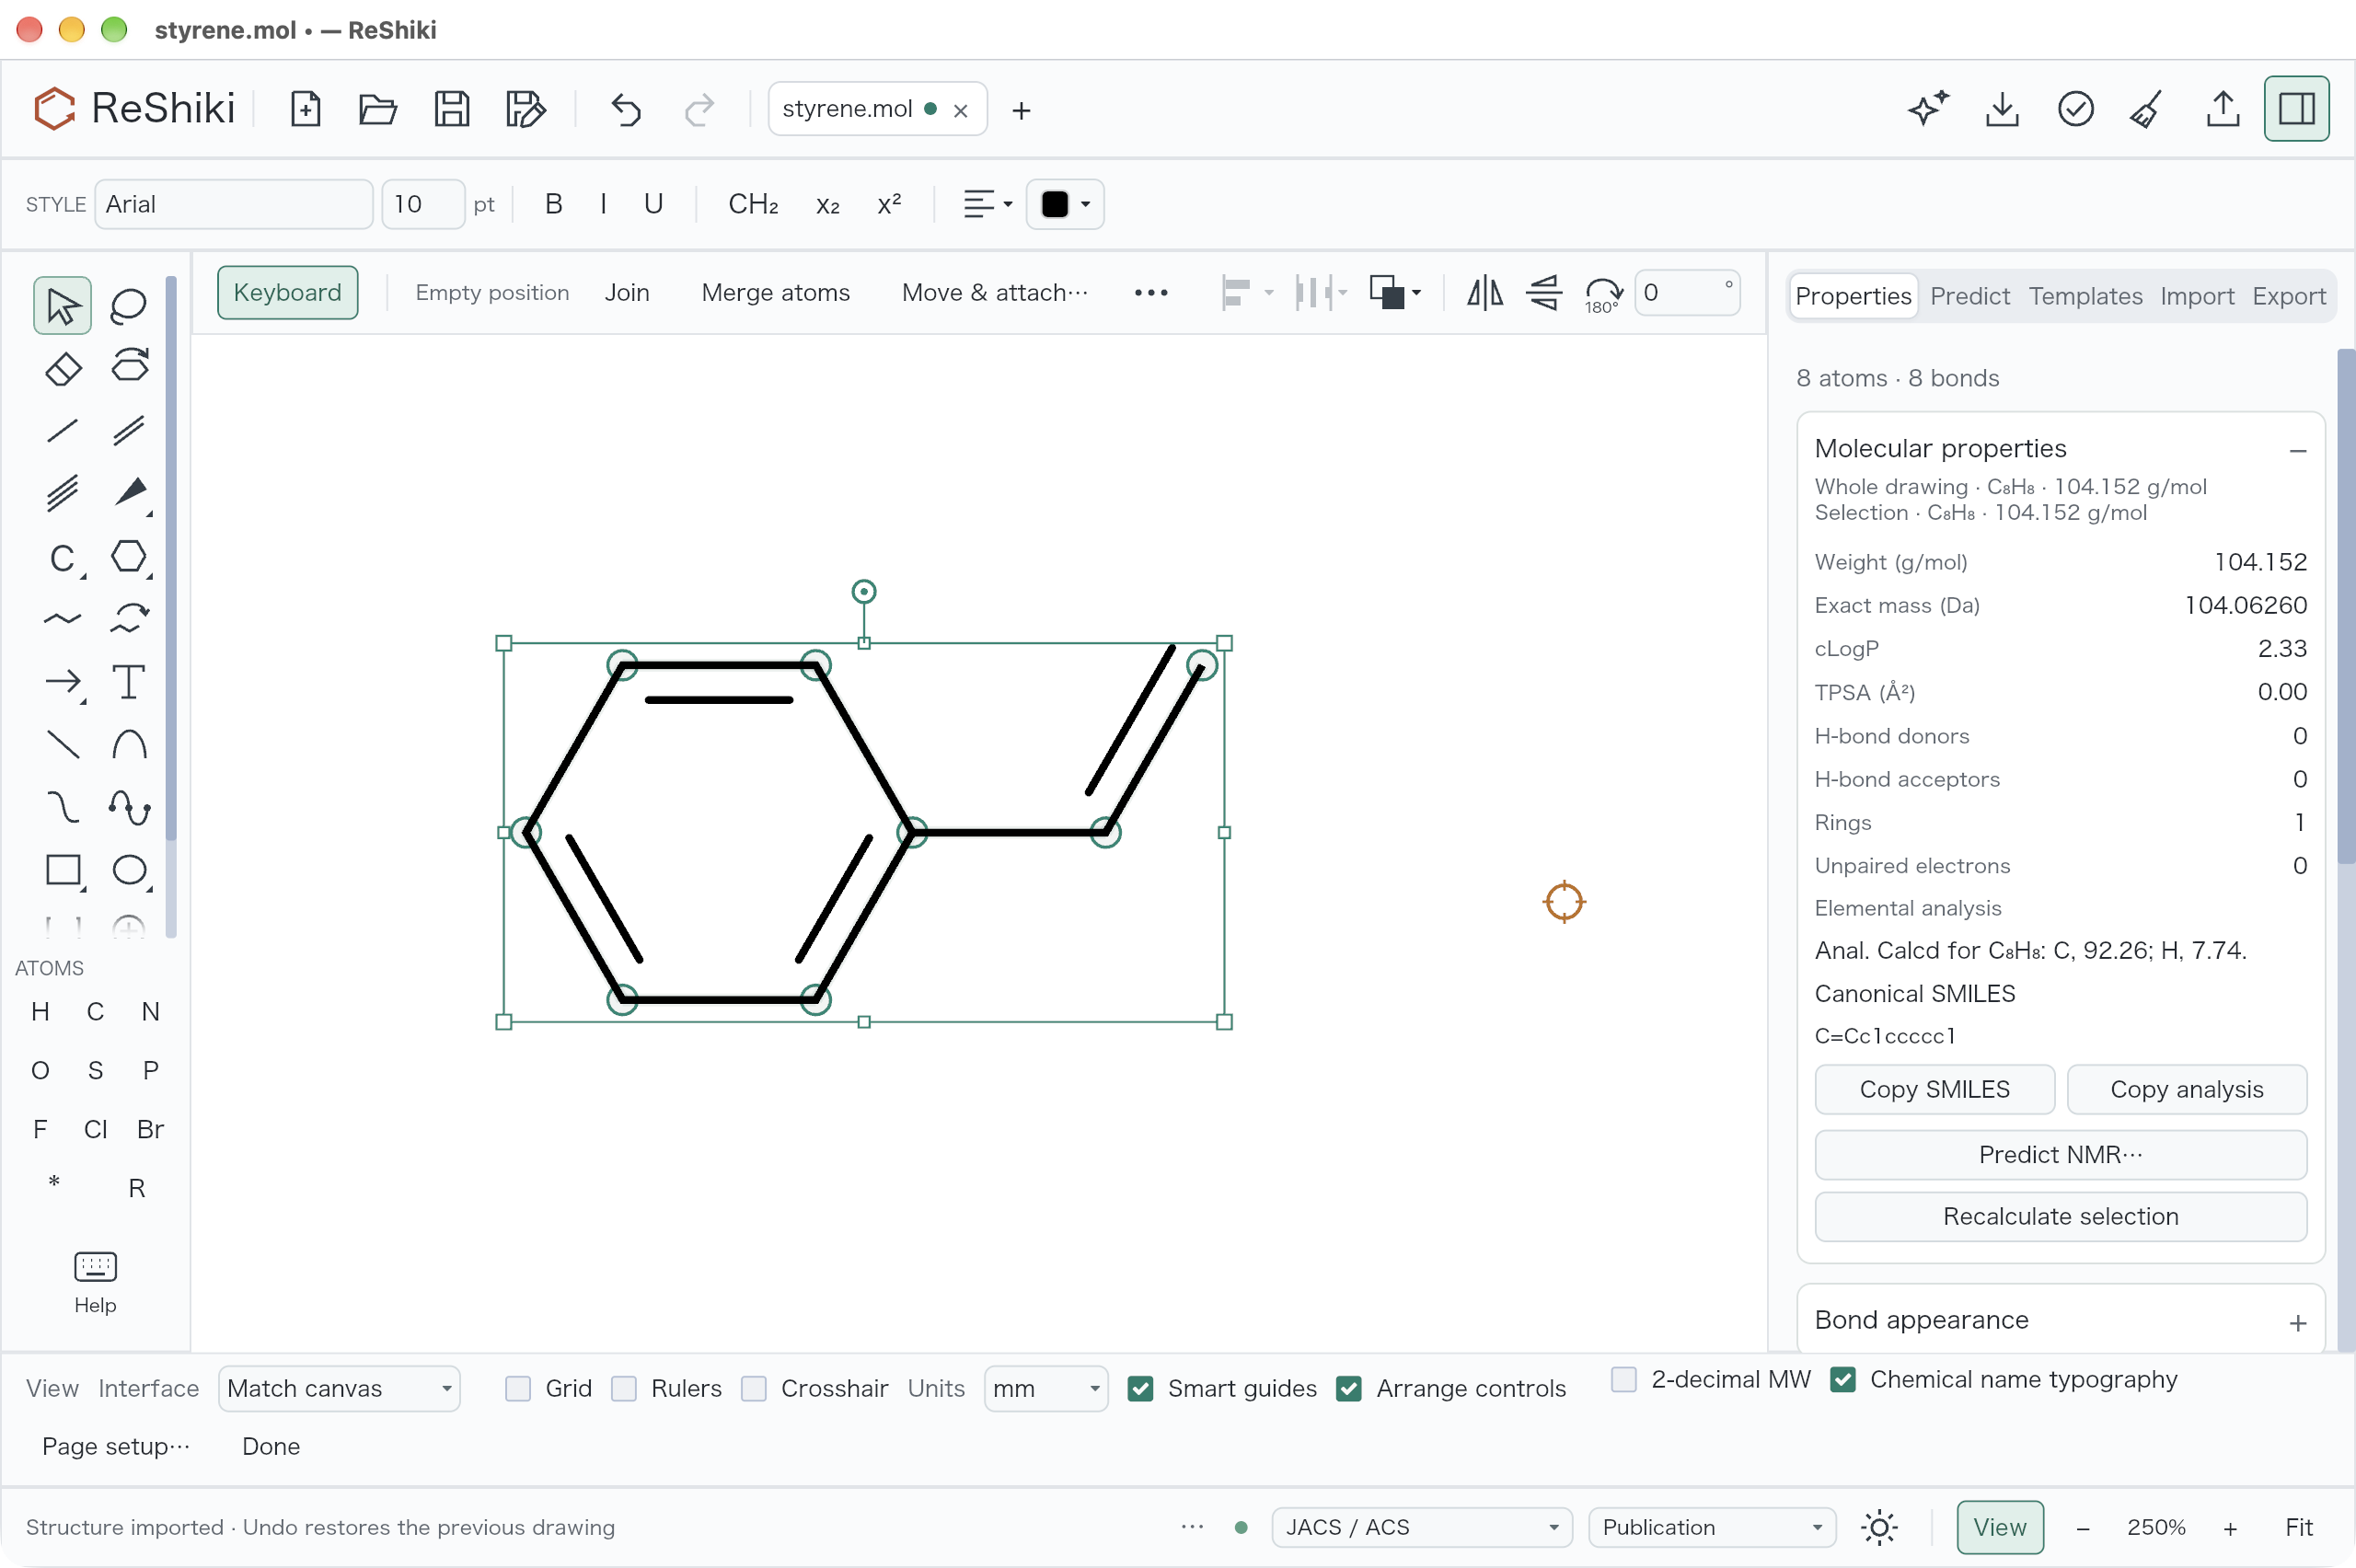 styrene.mol • — ReShiki
ReShiki
styrene.mol ● × +
STYLE Arial 10 pt B I U CH₂ x₂ x²
Keyboard Empty position Join Merge atoms Move & attach… ••• 180° 0 °
Properties Predict Templates Import Export
8 atoms · 8 bonds
Molecular properties −
Whole drawing · C₈H₈ · 104.152 g/mol
Selection · C₈H₈ · 104.152 g/mol
Weight (g/mol) 104.152
Exact mass (Da) 104.06260
cLogP 2.33
TPSA (Å²) 0.00
H-bond donors 0
H-bond acceptors 0
Rings 1
Unpaired electrons 0
Elemental analysis
Anal. Calcd for C₈H₈: C, 92.26; H, 7.74.
Canonical SMILES
C=Cc1ccccc1
Copy SMILES Copy analysis
Predict NMR…
Recalculate selection
Bond appearance +
C T
ATOMS
H C N
O S P
F Cl Br
* R
Help
View Interface Match canvas Grid Rulers Crosshair Units mm Smart guides Arrange controls 2-decimal MW Chemical name typography
Page setup… Done
Structure imported · Undo restores the previous drawing … JACS / ACS Publication View − 250% + Fit